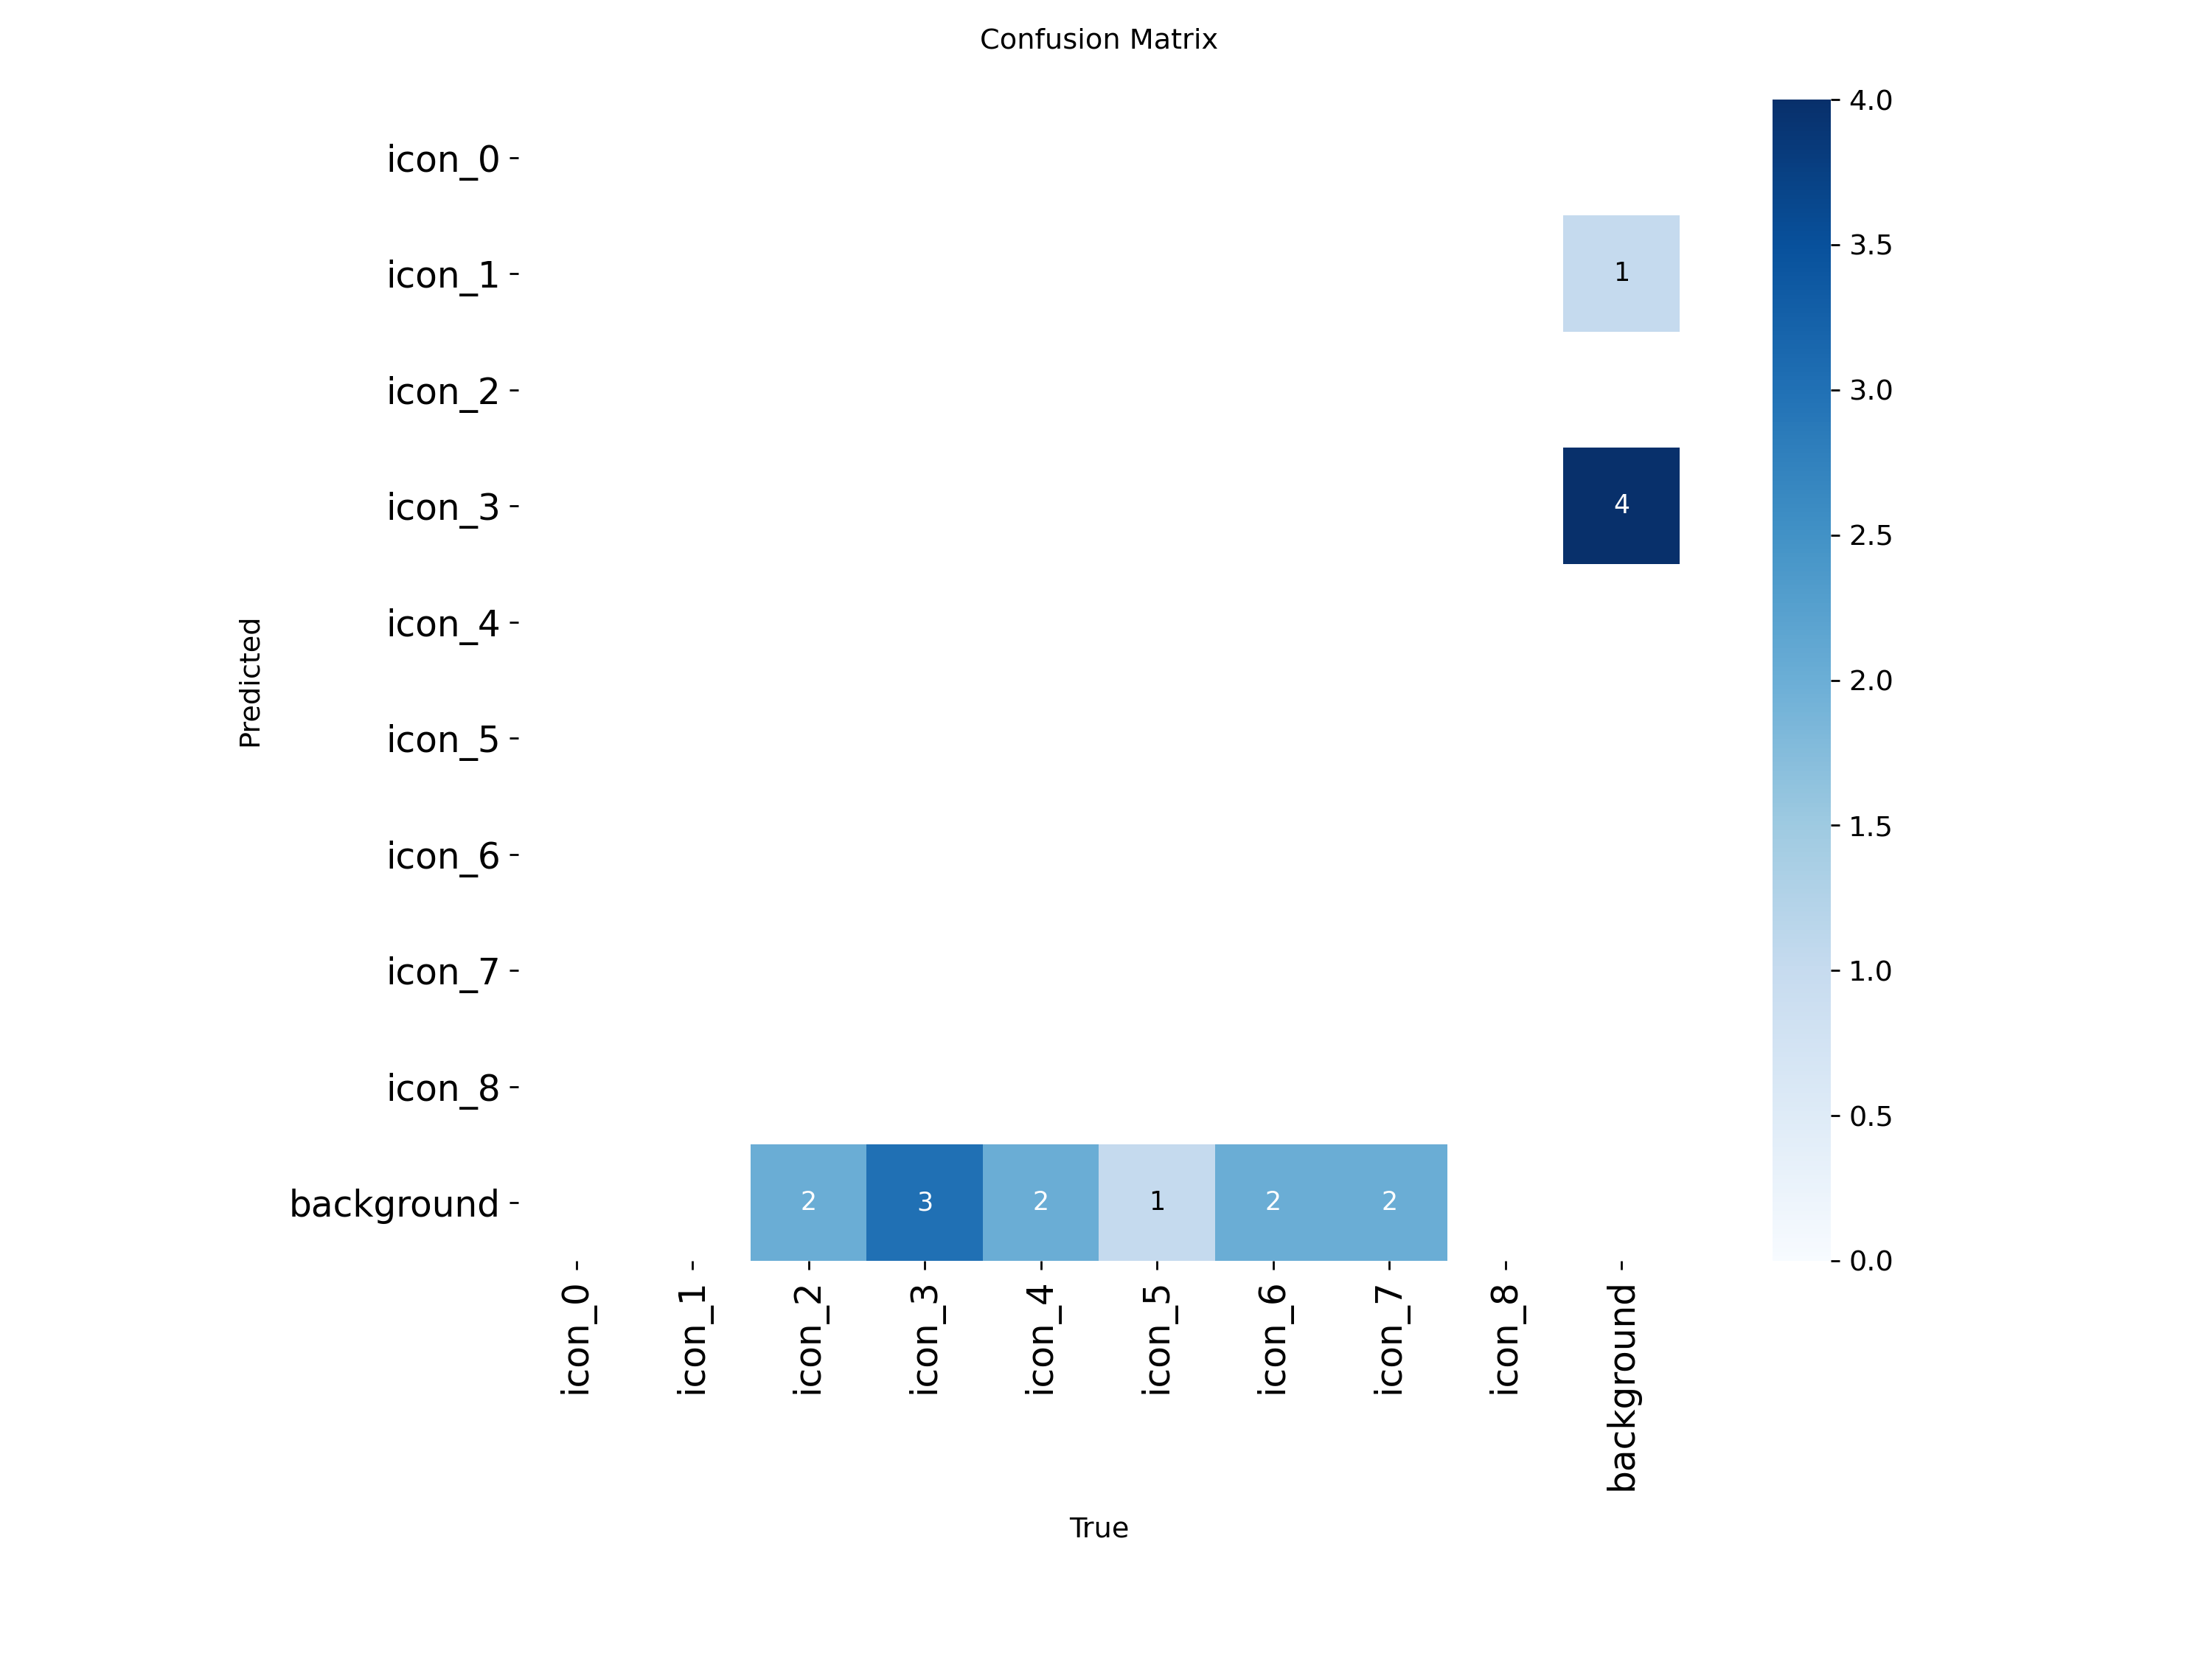 Confusion Matrix
icon_0
icon_1
icon_2
icon_3
icon_4
icon_5
icon_6
icon_7
icon_8
background
Predicted
1
4
2 3 2 1 2 2
icon_0 icon_1 icon_2 icon_3 icon_4 icon_5 icon_6 icon_7 icon_8 background
True
4.0
3.5
3.0
2.5
2.0
1.5
1.0
0.5
0.0